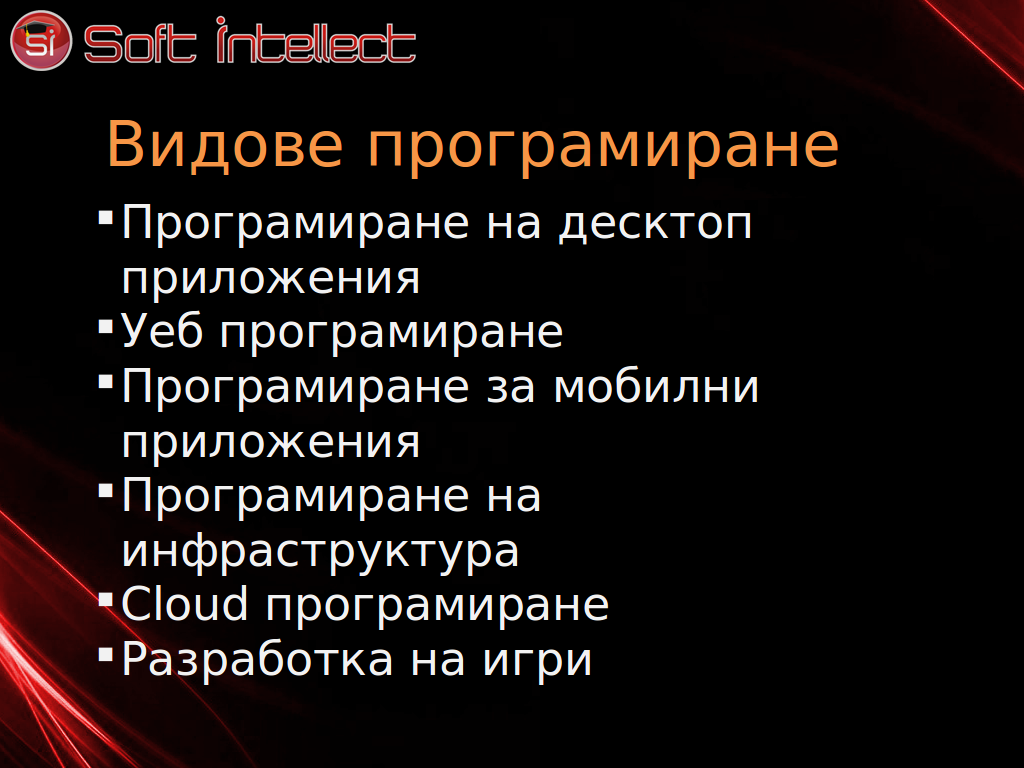 Si Soft Intellect
Видове програмиране
▪Програмиране на десктоп
приложения
▪Уеб програмиране
▪Програмиране за мобилни
приложения
▪Програмиране на
инфраструктура
▪Cloud програмиране
▪Разработка на игри